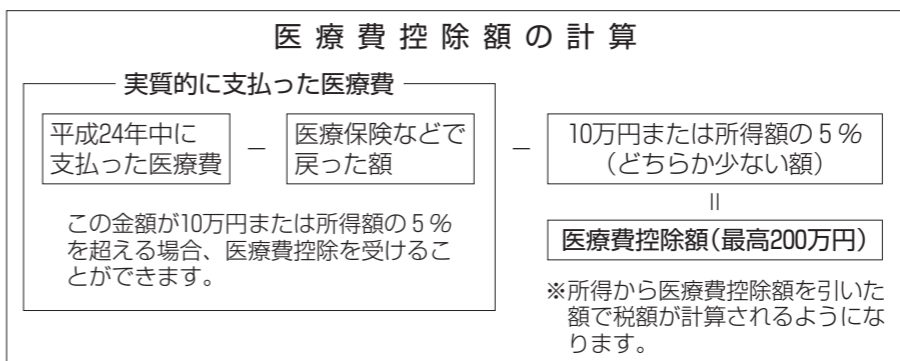 医療費控除額の計算
実質的に支払った医療費
平成24年中に
支払った医療費
－
医療保険などで
戻った額
この金額が10万円または所得額の５％
を超える場合、医療費控除を受けるこ
とができます。
－
10万円または所得額の５％
（どちらか少ない額）
＝
医療費控除額（最高200万円）
※所得から医療費控除額を引いた
額で税額が計算されるようにな
ります。